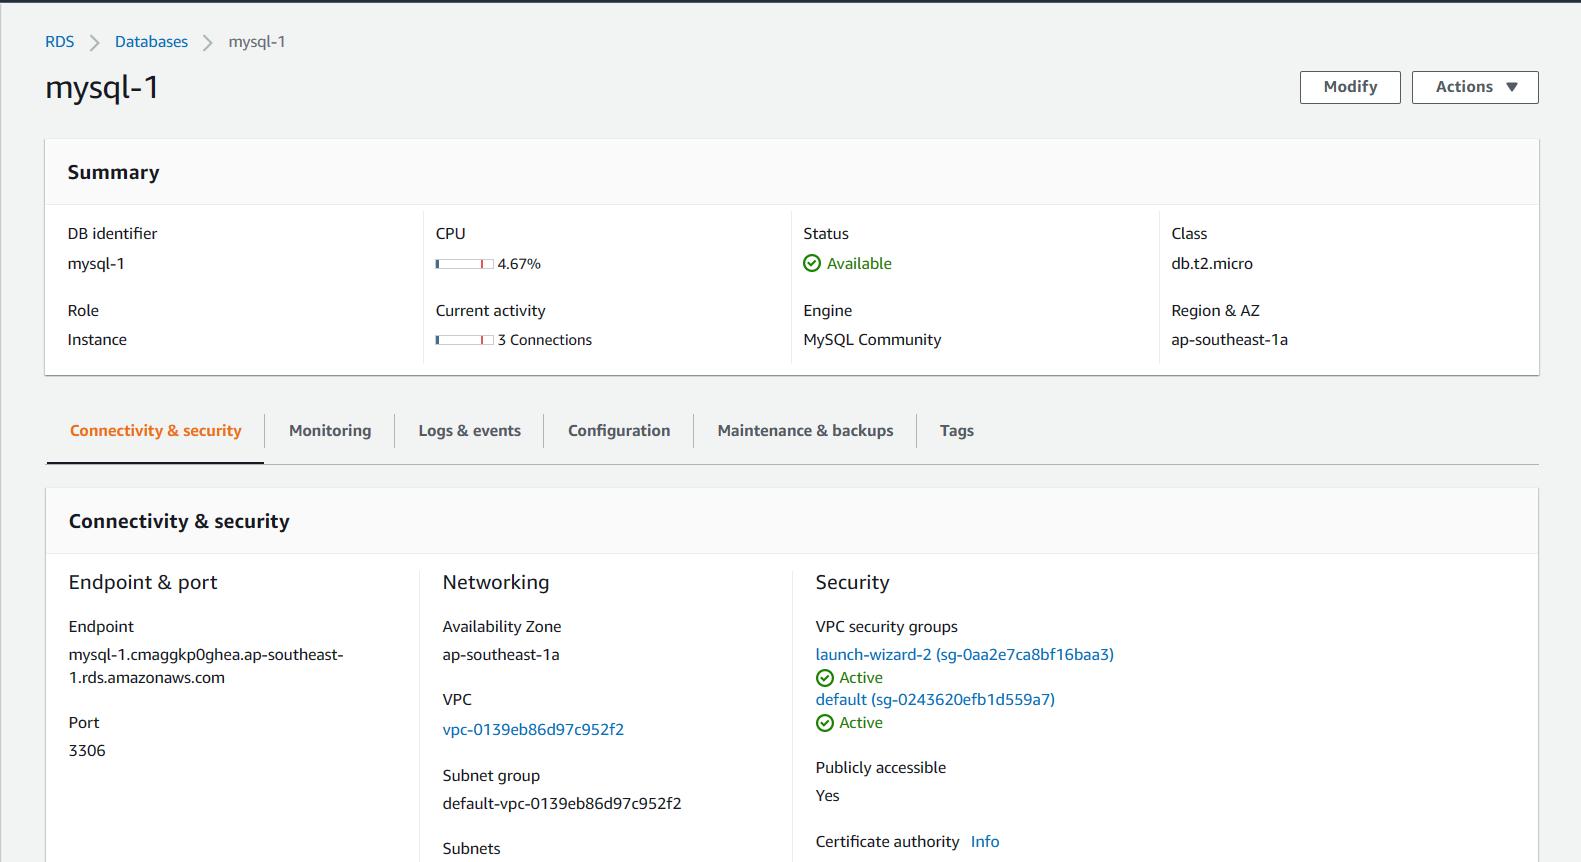 RDS
Databases
mysql-1
mysql-1
Modify
Actions
Summary
DB identifier
mysql-1
CPU
4.67%
Status
Available
Class
db.t2.micro
Role
Instance
Current activity
3 Connections
Engine
MySQL Community
Region & AZ
ap-southeast-1a
Connectivity & security
Monitoring
Logs & events
Configuration
Maintenance & backups
Tags
Connectivity & security
Endpoint & port
Endpoint
mysql-1.cmaggkp0ghea.ap-southeast-
1.rds.amazonaws.com
Port
3306
Networking
Availability Zone
ap-southeast-1a
VPC
vpc-0139eb86d97c952f2
Subnet group
default-vpc-0139eb86d97c952f2
Subnets
Security
VPC security groups
launch-wizard-2 (sg-0aa2e7ca8bf16baa3)
Active
default (sg-0243620efb1d559a7)
Active
Publicly accessible
Yes
Certificate authority Info